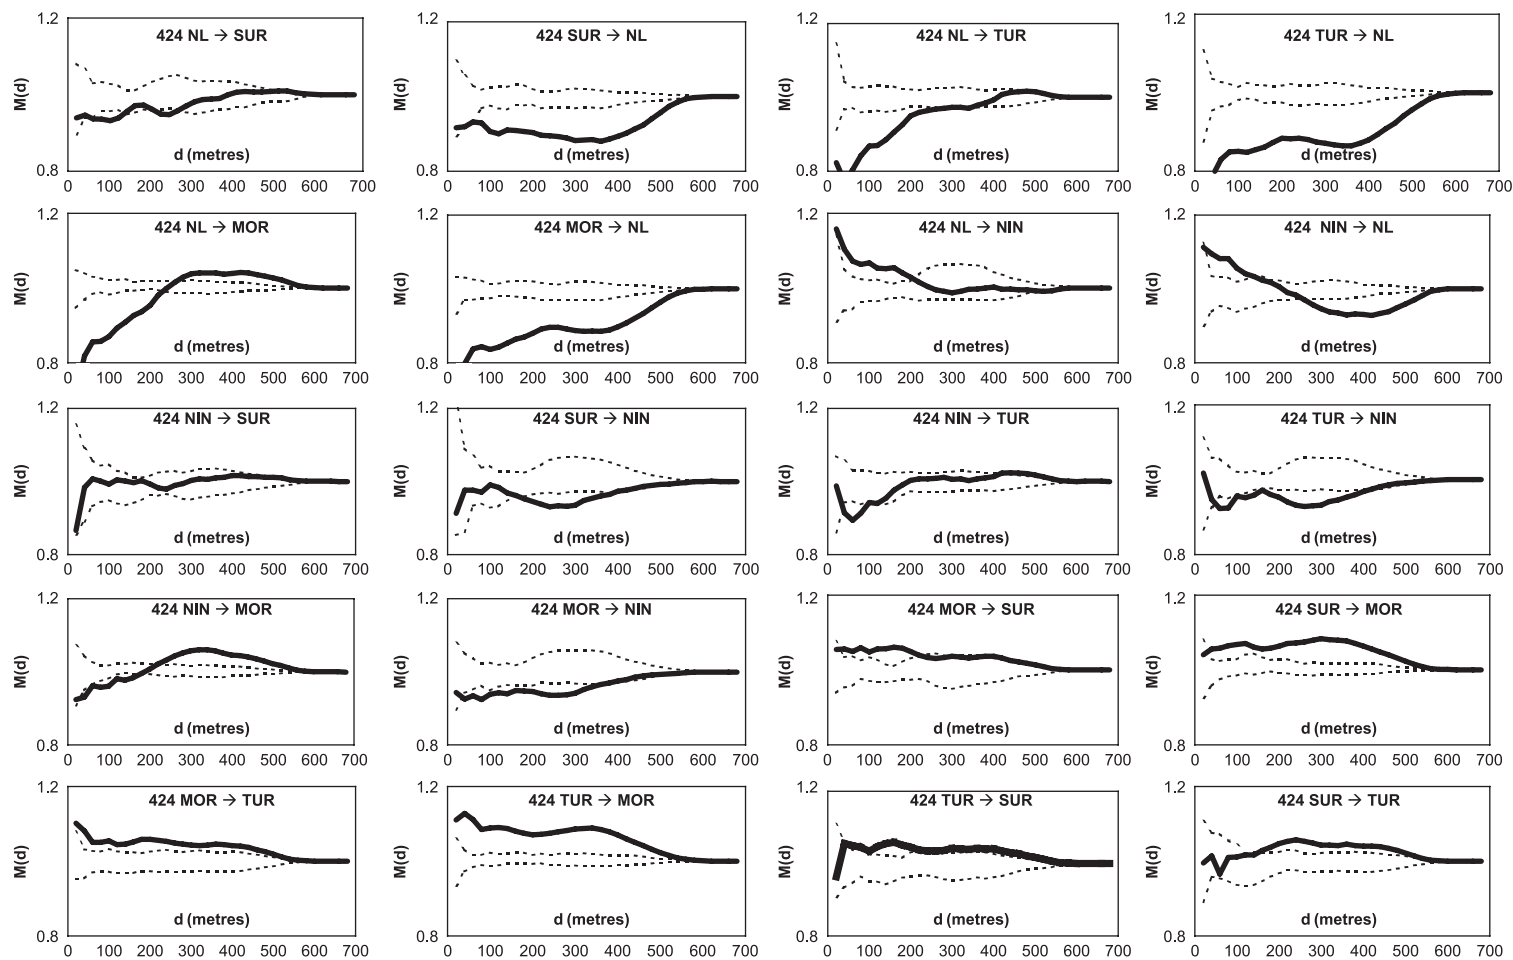 1.2 1.2 1.2 1.2
424 NL → SUR 424 SUR → NL 424 NL → TUR 424 TUR → NL
M(d) M(d) M(d) M(d)
d (metres) d (metres) d (metres) d (metres)
0.8 0.8 0.8 0.8
0 100 200 300 400 500 600 700 0 100 200 300 400 500 600 700 0 100 200 300 400 500 600 700 0 100 200 300 400 500 600 700
1.2 1.2 1.2 1.2
424 NL → MOR 424 MOR → NL 424 NL → NIN 424 NIN → NL
M(d) M(d) M(d) M(d)
d (metres) d (metres) d (metres) d (metres)
0.8 0.8 0.8 0.8
0 100 200 300 400 500 600 700 0 100 200 300 400 500 600 700 0 100 200 300 400 500 600 700 0 100 200 300 400 500 600 700
1.2 1.2 1.2 1.2
424 NIN → SUR 424 SUR → NIN 424 NIN → TUR 424 TUR → NIN
M(d) M(d) M(d) M(d)
d (metres) d (metres) d (metres) d (metres)
0.8 0.8 0.8 0.8
0 100 200 300 400 500 600 700 0 100 200 300 400 500 600 700 0 100 200 300 400 500 600 700 0 100 200 300 400 500 600 700
1.2 1.2 1.2 1.2
424 NIN → MOR 424 MOR → NIN 424 MOR → SUR 424 SUR → MOR
M(d) M(d) M(d) M(d)
d (metres) d (metres) d (metres) d (metres)
0.8 0.8 0.8 0.8
0 100 200 300 400 500 600 700 0 100 200 300 400 500 600 700 0 100 200 300 400 500 600 700 0 100 200 300 400 500 600 700
1.2 1.2 1.2 1.2
424 MOR → TUR 424 TUR → MOR 424 TUR → SUR 424 SUR → TUR
M(d) M(d) M(d) M(d)
d (metres) d (metres) d (metres) d (metres)
0.8 0.8 0.8 0.8
0 100 200 300 400 500 600 700 0 100 200 300 400 500 600 700 0 100 200 300 400 500 600 700 0 100 200 300 400 500 600 700